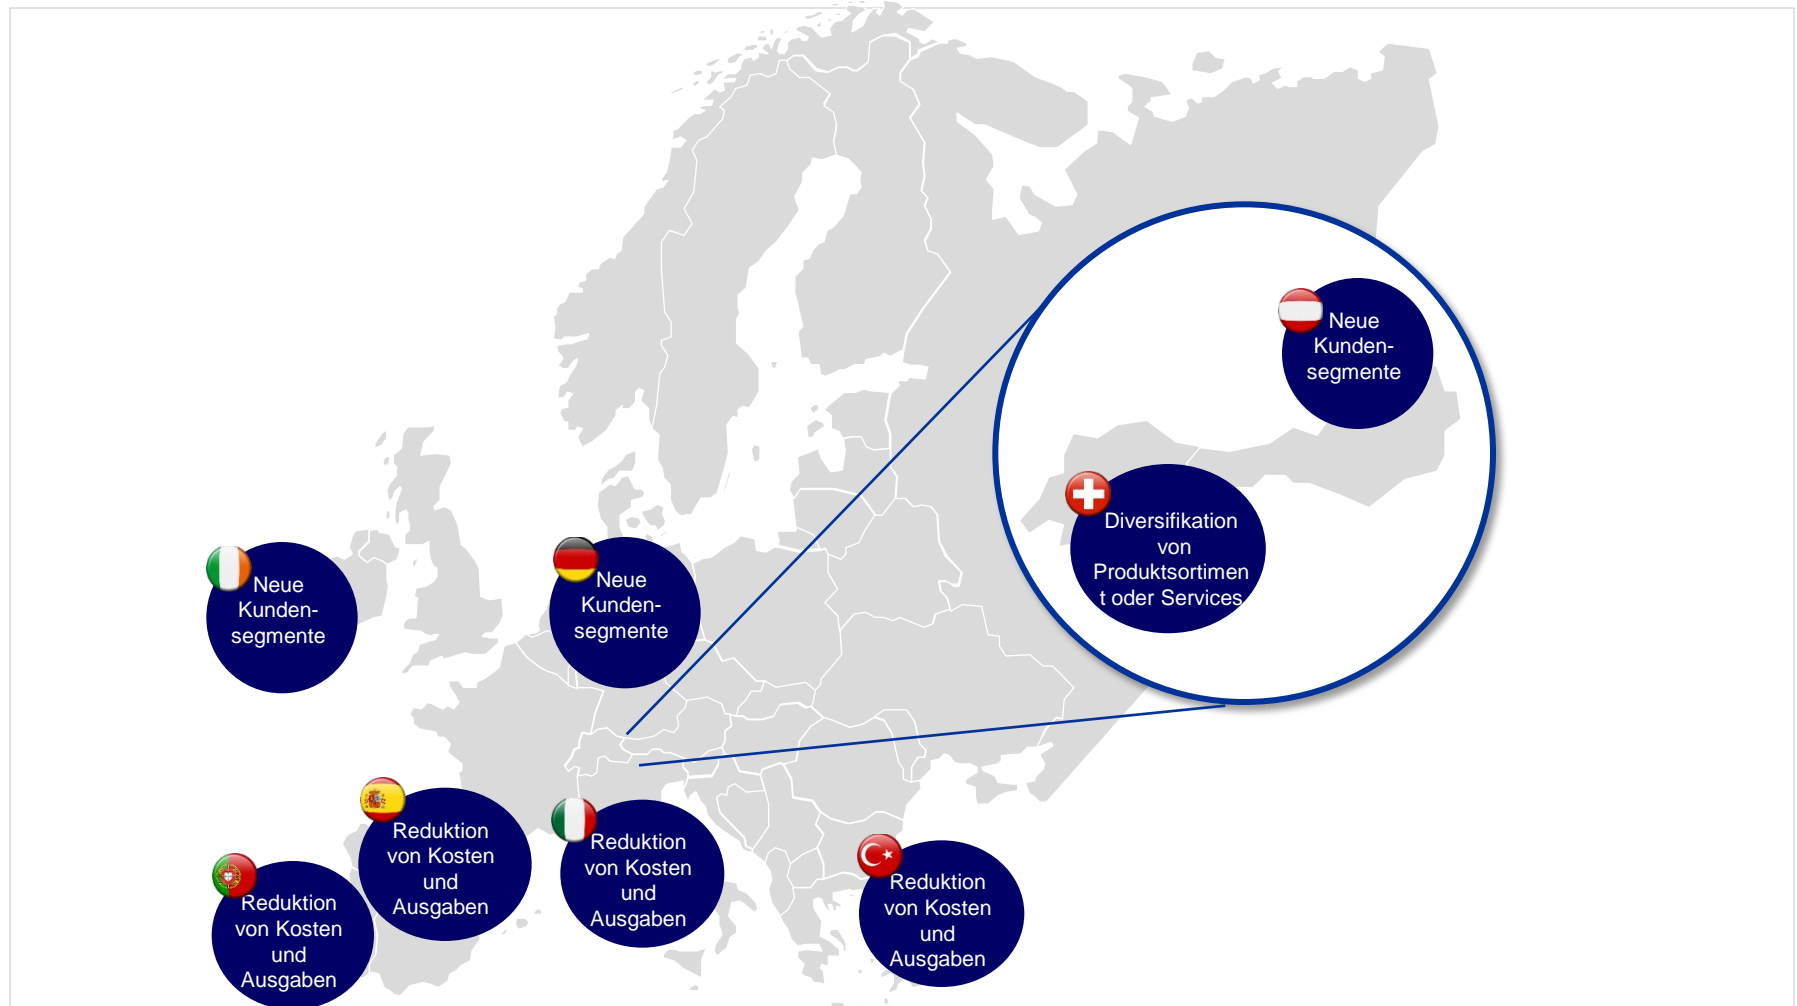 Neue
Kunden-
segmente
Diversifikation
von
Produktsortimen
t oder Services
Neue
Kunden-
segmente
Neue
Kunden-
segmente
Reduktion
von Kosten
und
Ausgaben
Reduktion
von Kosten
und
Ausgaben
Reduktion
von Kosten
und
Ausgaben
Reduktion
von Kosten
und
Ausgaben